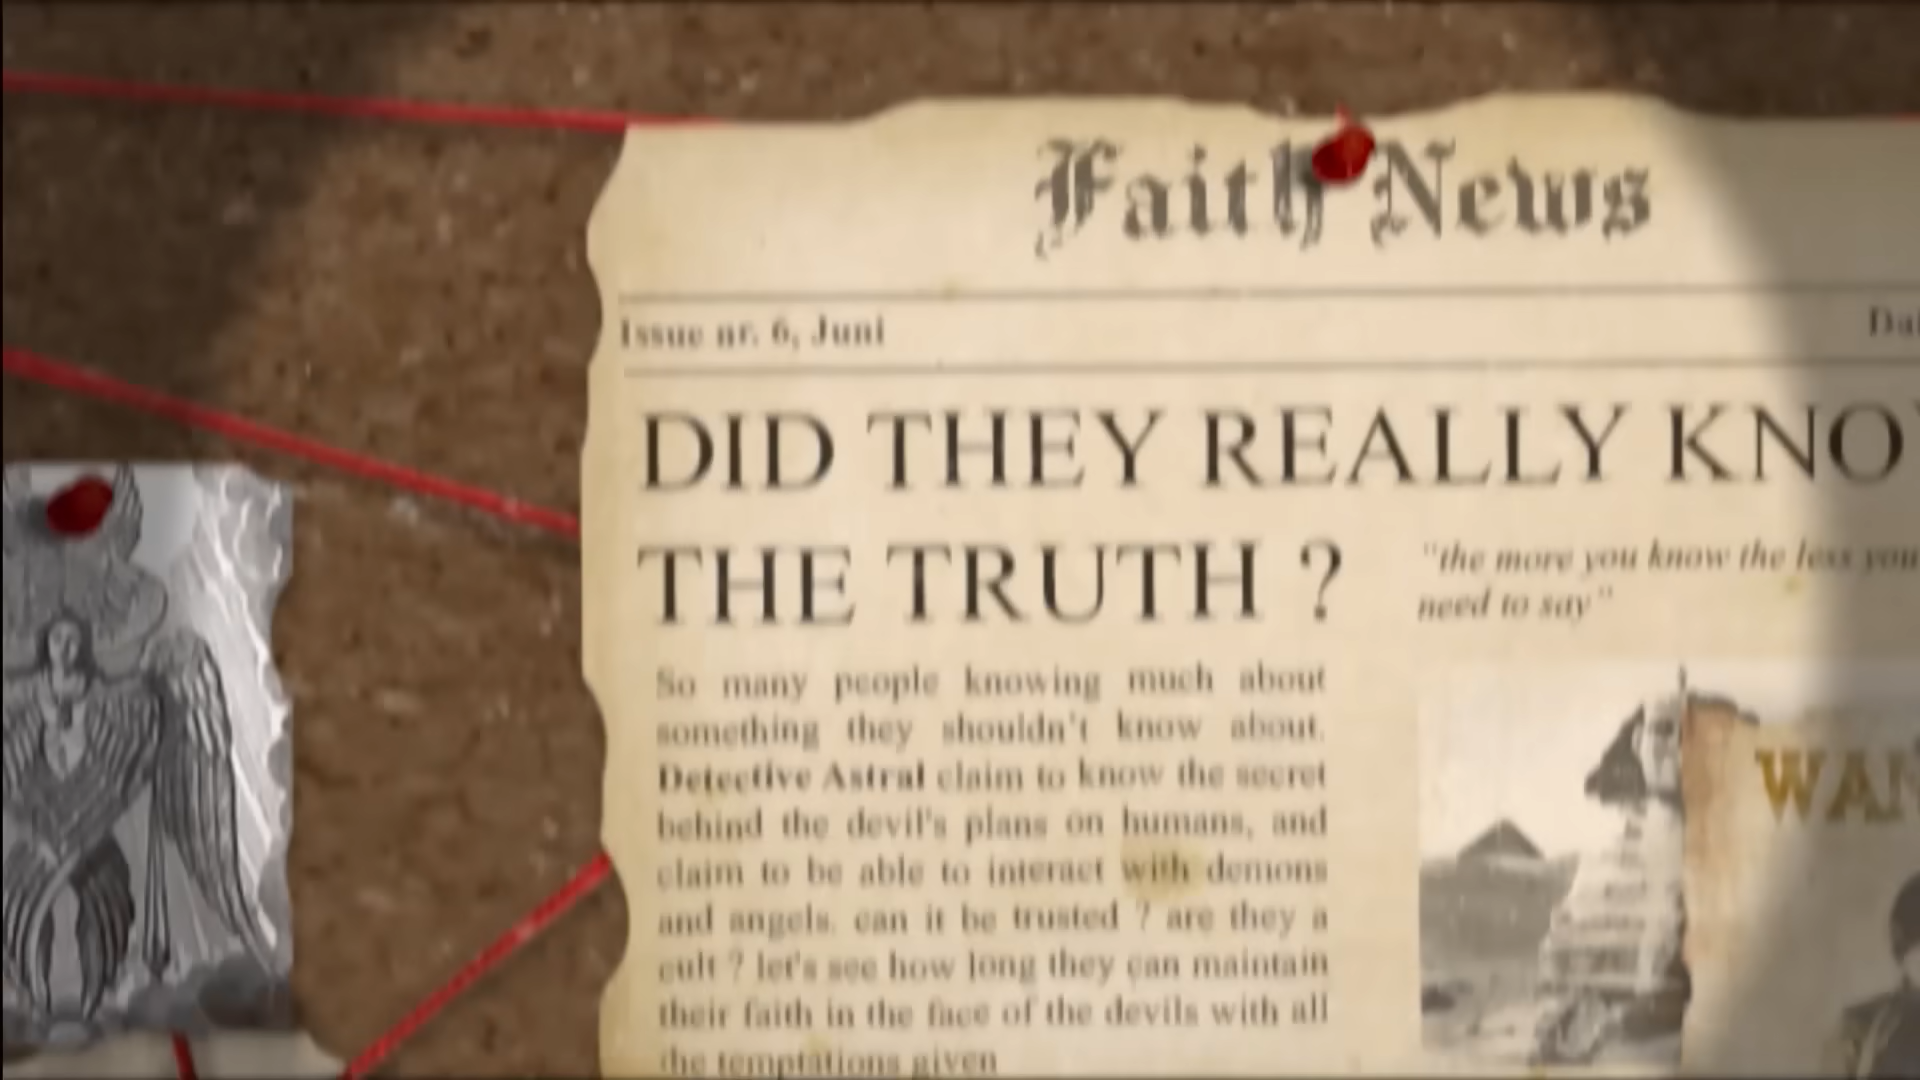 Faith News
Issue nr. 6, Juni
Dai
DID THEY REALLY KNO
THE TRUTH ?
"the more you know the less you
need to say"
So many people knowing much about
something they shouldn't know about.
Detective Astral claim to know the secret
behind the devil's plans on humans, and
claim to be able to interact with demons
and angels. can it be trusted ? are they a
cult ? let's see how long they can maintain
their faith in the face of the devils with all
the temptations given
WAN